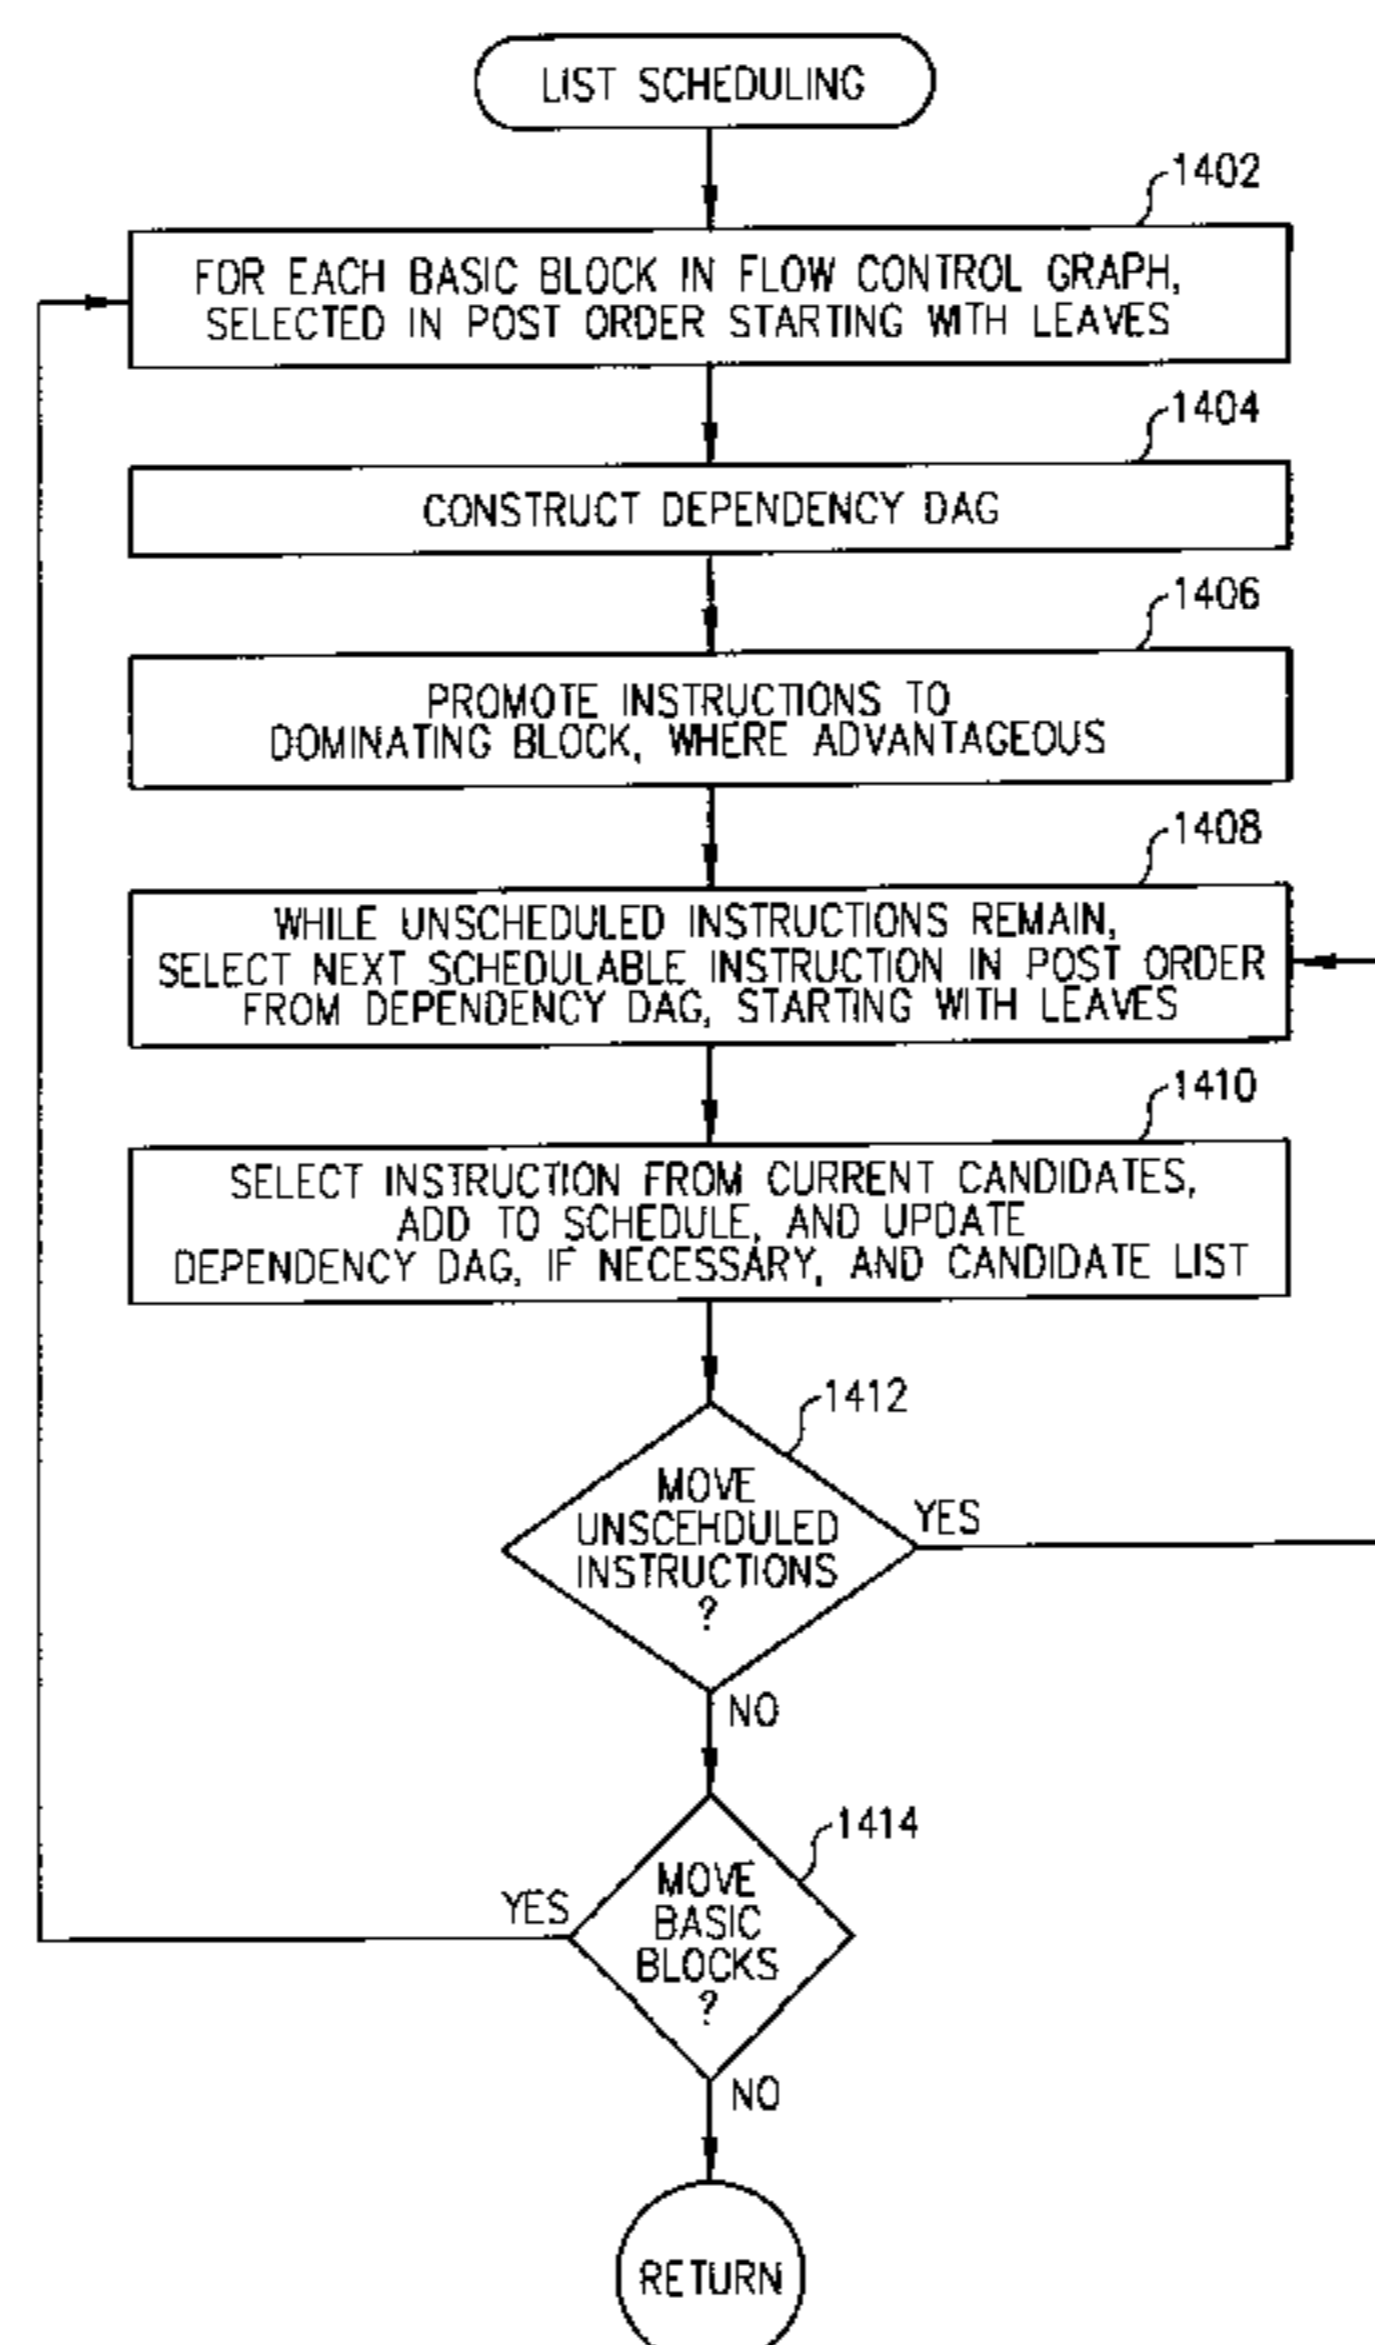 LIST SCHEDULING
1402
FOR EACH BASIC BLOCK IN FLOW CONTROL GRAPH,
SELECTED IN POST ORDER STARTING WITH LEAVES
1404
CONSTRUCT DEPENDENCY DAG
1406
PROMOTE INSTRUCTIONS TO
DOMINATING BLOCK, WHERE ADVANTAGEOUS
1408
WHILE UNSCHEDULED INSTRUCTIONS REMAIN,
SELECT NEXT SCHEDULABLE INSTRUCTION IN POST ORDER
FROM DEPENDENCY DAG, STARTING WITH LEAVES
1410
SELECT INSTRUCTION FROM CURRENT CANDIDATES,
ADD TO SCHEDULE, AND UPDATE
DEPENDENCY DAG, IF NECESSARY, AND CANDIDATE LIST
1412
MOVE
UNSCEHDULED
INSTRUCTIONS
?
YES
NO
1414
MOVE
BASIC
BLOCKS
?
YES
NO
RETURN